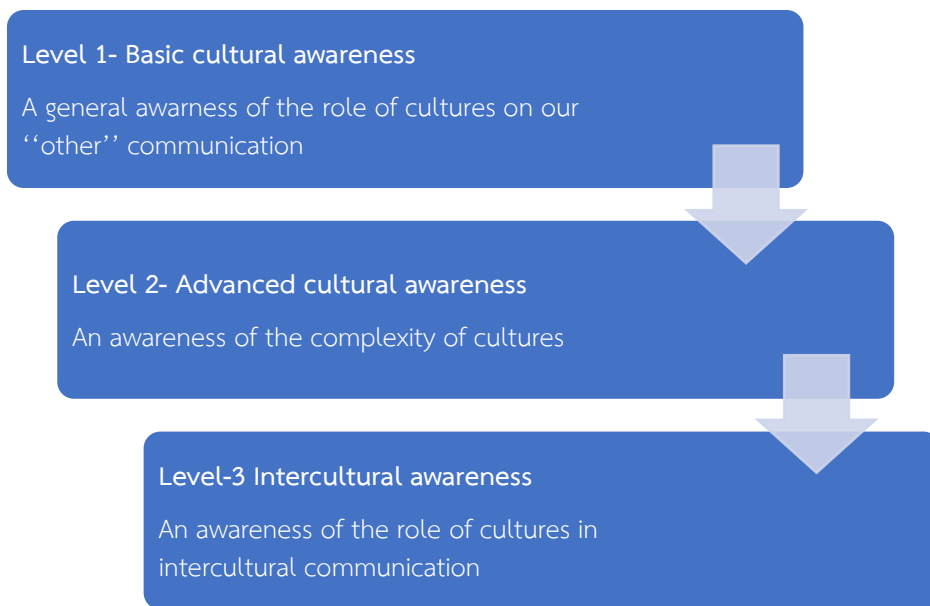 Level 1- Basic cultural awareness
A general awarness of the role of cultures on our
‘‘other’’ communication
Level 2- Advanced cultural awareness
An awareness of the complexity of cultures
Level-3 Intercultural awareness
An awareness of the role of cultures in
intercultural communication